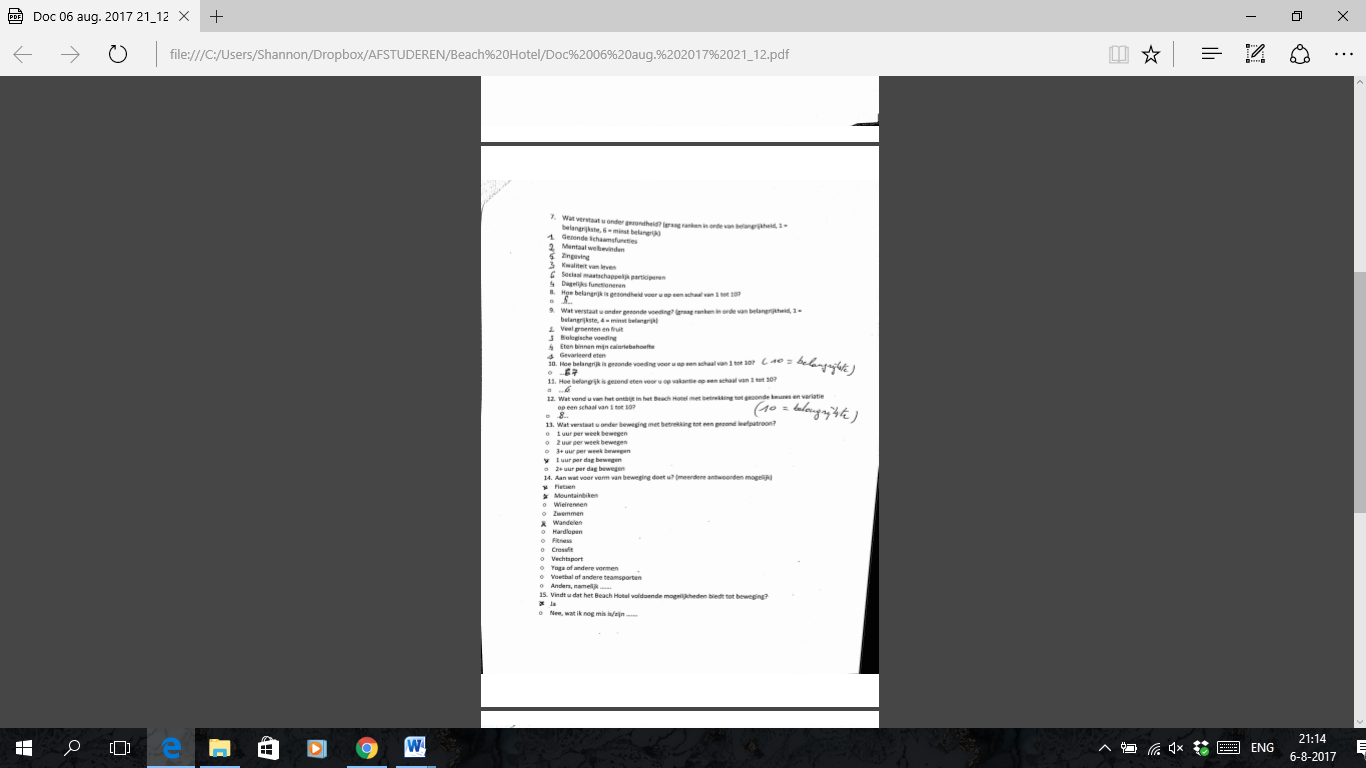 Doc 06 aug. 2017 21_12
file:///C:/Users/Shannon/Dropbox/AFSTUDEREN/Beach%20Hotel/Doc%2006%20aug.%202017%2021_12.pdf
7. Wat verstaat u onder gezondheid? (graag ranken in orde van belangrijkheid, 1 =
belangrijkste, 6 = minst belangrijk)
1 Gezonde lichaamsfuncties
2 Mentaal welbevinden
5 Zingeving
3 Kwaliteit van leven
6 Sociaal maatschappelijk participeren
4 Dagelijks functioneren
8. Hoe belangrijk is gezondheid voor u op een schaal van 1 tot 10?
o ...8...
9. Wat verstaat u onder gezonde voeding? (graag ranken in orde van belangrijkheid, 1 =
belangrijkste, 4 = minst belangrijk)
2 Veel groenten en fruit
3 Biologische voeding
4 Eten binnen mijn caloriebehoefte
1 Gevarieerd eten
10. Hoe belangrijk is gezonde voeding voor u op een schaal van 1 tot 10? (10 = belangrijkste)
o ...7
11. Hoe belangrijk is gezond eten voor u op vakantie op een schaal van 1 tot 10?
o ...6
12. Wat vond u van het ontbijt in het Beach Hotel met betrekking tot gezonde keuzes en variatie
op een schaal van 1 tot 10? (10 = belangrijkste)
o .8..
13. Wat verstaat u onder beweging met betrekking tot een gezond leefpatroon?
o 1 uur per week bewegen
o 2 uur per week bewegen
o 3+ uur per week bewegen
x 1 uur per dag bewegen
o 2+ uur per dag bewegen
14. Aan wat voor vorm van beweging doet u? (meerdere antwoorden mogelijk)
x Fietsen
x Mountainbiken
o Wielrennen
o Zwemmen
x Wandelen
o Hardlopen
o Fitness
o Crossfit
o Vechtsport
o Yoga of andere vormen
o Voetbal of andere teamsporten
o Anders, namelijk ......
15. Vindt u dat het Beach Hotel voldoende mogelijkheden biedt tot beweging?
x Ja
o Nee, wat ik nog mis is/zijn ......
ENG
21:14
6-8-2017